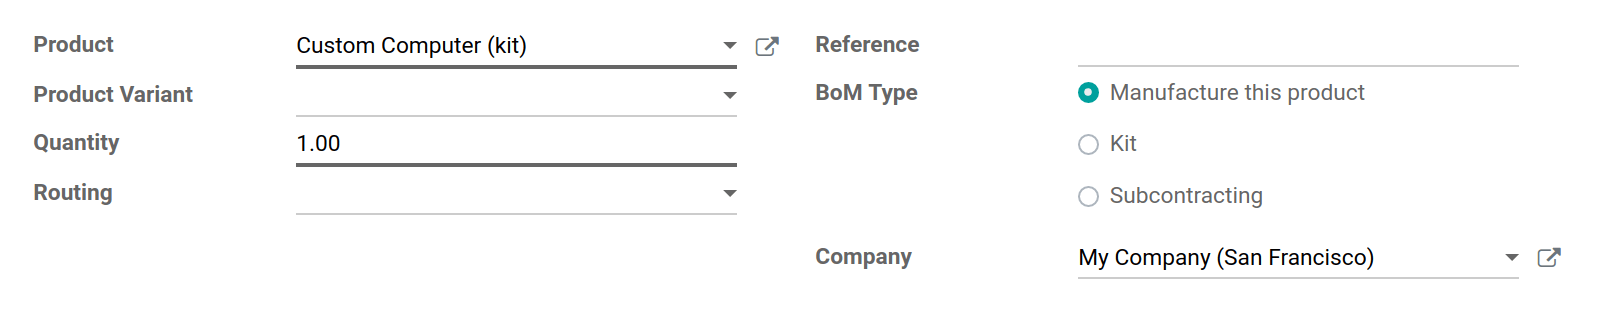 Product
Custom Computer (kit)
Product Variant
Quantity
1.00
Routing
Reference
BoM Type
Manufacture this product
Kit
Subcontracting
Company
My Company (San Francisco)